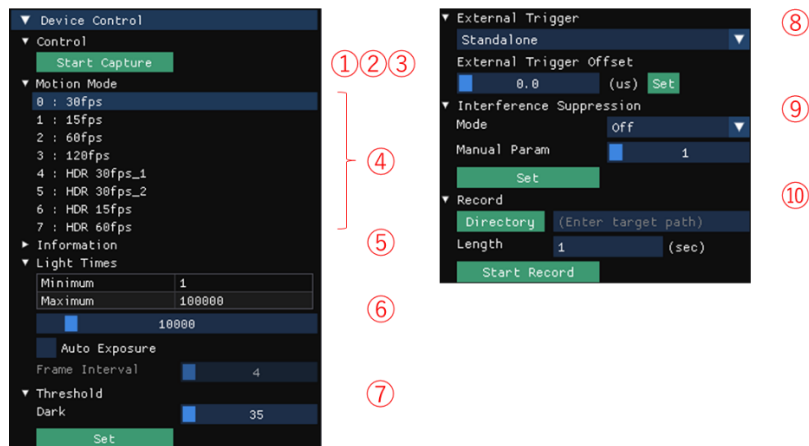 ▼ Device Control
▼ Control
Start Capture
①②③
▼ Motion Mode
0 : 30fps
1 : 15fps
2 : 60fps
3 : 120fps
4 : HDR 30fps_1
5 : HDR 30fps_2
6 : HDR 15fps
7 : HDR 60fps
④
► Information
⑤
▼ Light Times
Minimum 1
Maximum 100000
10000
⑥
Auto Exposure
Frame Interval 4
▼ Threshold
⑦
Dark 35
Set
▼ External Trigger
⑧
Standalone ▼
External Trigger Offset
0.0 (us) Set
▼ Interference Suppression
⑨
Mode Off ▼
Manual Param 1
Set
▼ Record
⑩
Directory (Enter target path)
Length 1 (sec)
Start Record